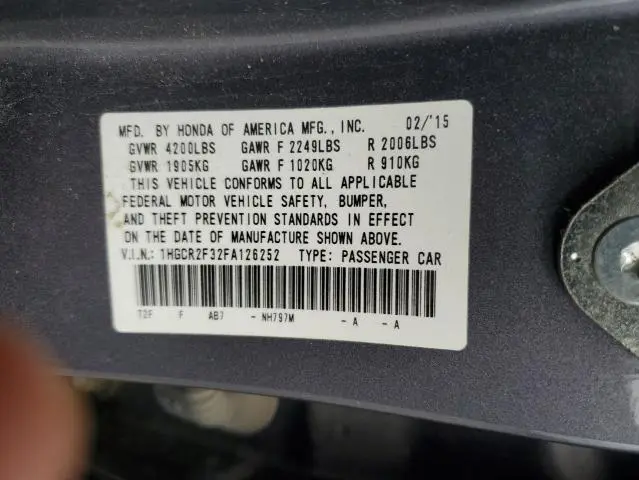 MFD. BY HONDA OF AMERICA MFG., INC. 02/'15
GVWR 4200LBS GAWR F 2249LBS R 2006LBS
GVWR 1905KG GAWR F 1020KG R 910KG
THIS VEHICLE CONFORMS TO ALL APPLICABLE
FEDERAL MOTOR VEHICLE SAFETY, BUMPER,
AND THEFT PREVENTION STANDARDS IN EFFECT
ON THE DATE OF MANUFACTURE SHOWN ABOVE.
V.I.N.: 1HGCR2F32FA126252 TYPE: PASSENGER CAR
T2F F AB7 - NH797M - A - A